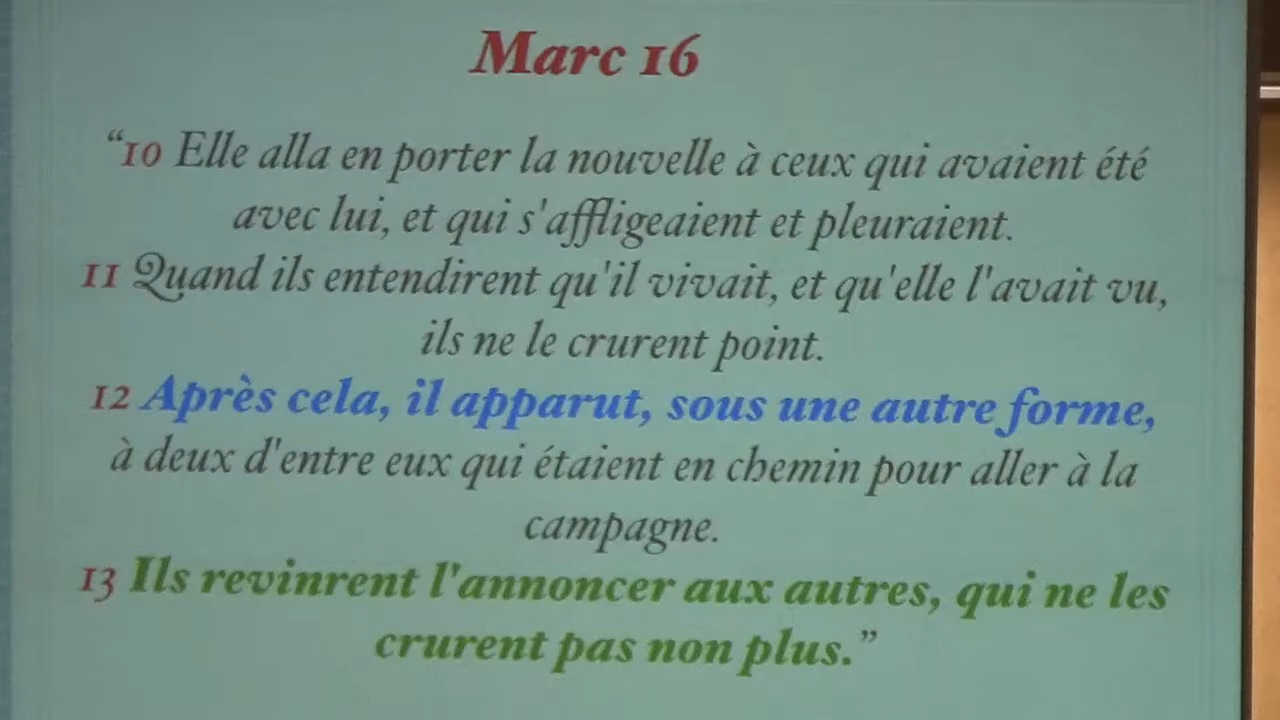 Marc 16
“10 Elle alla en porter la nouvelle à ceux qui avaient été
avec lui, et qui s'affligeaient et pleuraient.
11 Quand ils entendirent qu'il vivait, et qu'elle l'avait vu,
ils ne le crurent point.
12 Après cela, il apparut, sous une autre forme,
à deux d'entre eux qui étaient en chemin pour aller à la
campagne.
13 Ils revinrent l'annoncer aux autres, qui ne les
crurent pas non plus.”